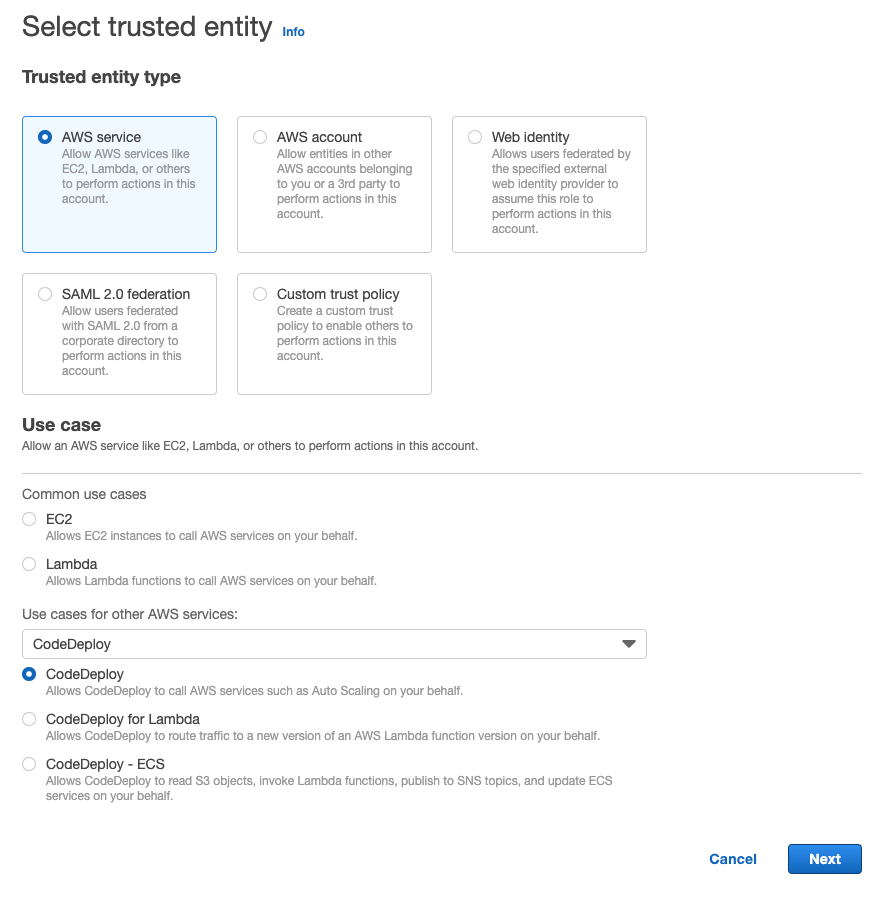 Select trusted entity Info
Trusted entity type
AWS service
Allow AWS services like
EC2, Lambda, or others
to perform actions in this
account.
AWS account
Allow entities in other
AWS accounts belonging
to you or a 3rd party to
perform actions in this
account.
Web identity
Allows users federated by
the specified external
web identity provider to
assume this role to
perform actions in this
account.
SAML 2.0 federation
Allow users federated
with SAML 2.0 from a
corporate directory to
perform actions in this
account.
Custom trust policy
Create a custom trust
policy to enable others to
perform actions in this
account.
Use case
Allow an AWS service like EC2, Lambda, or others to perform actions in this account.
Common use cases
EC2
Allows EC2 instances to call AWS services on your behalf.
Lambda
Allows Lambda functions to call AWS services on your behalf.
Use cases for other AWS services:
CodeDeploy
CodeDeploy
Allows CodeDeploy to call AWS services such as Auto Scaling on your behalf.
CodeDeploy for Lambda
Allows CodeDeploy to route traffic to a new version of an AWS Lambda function version on your behalf.
CodeDeploy - ECS
Allows CodeDeploy to read S3 objects, invoke Lambda functions, publish to SNS topics, and update ECS
services on your behalf.
Cancel
Next